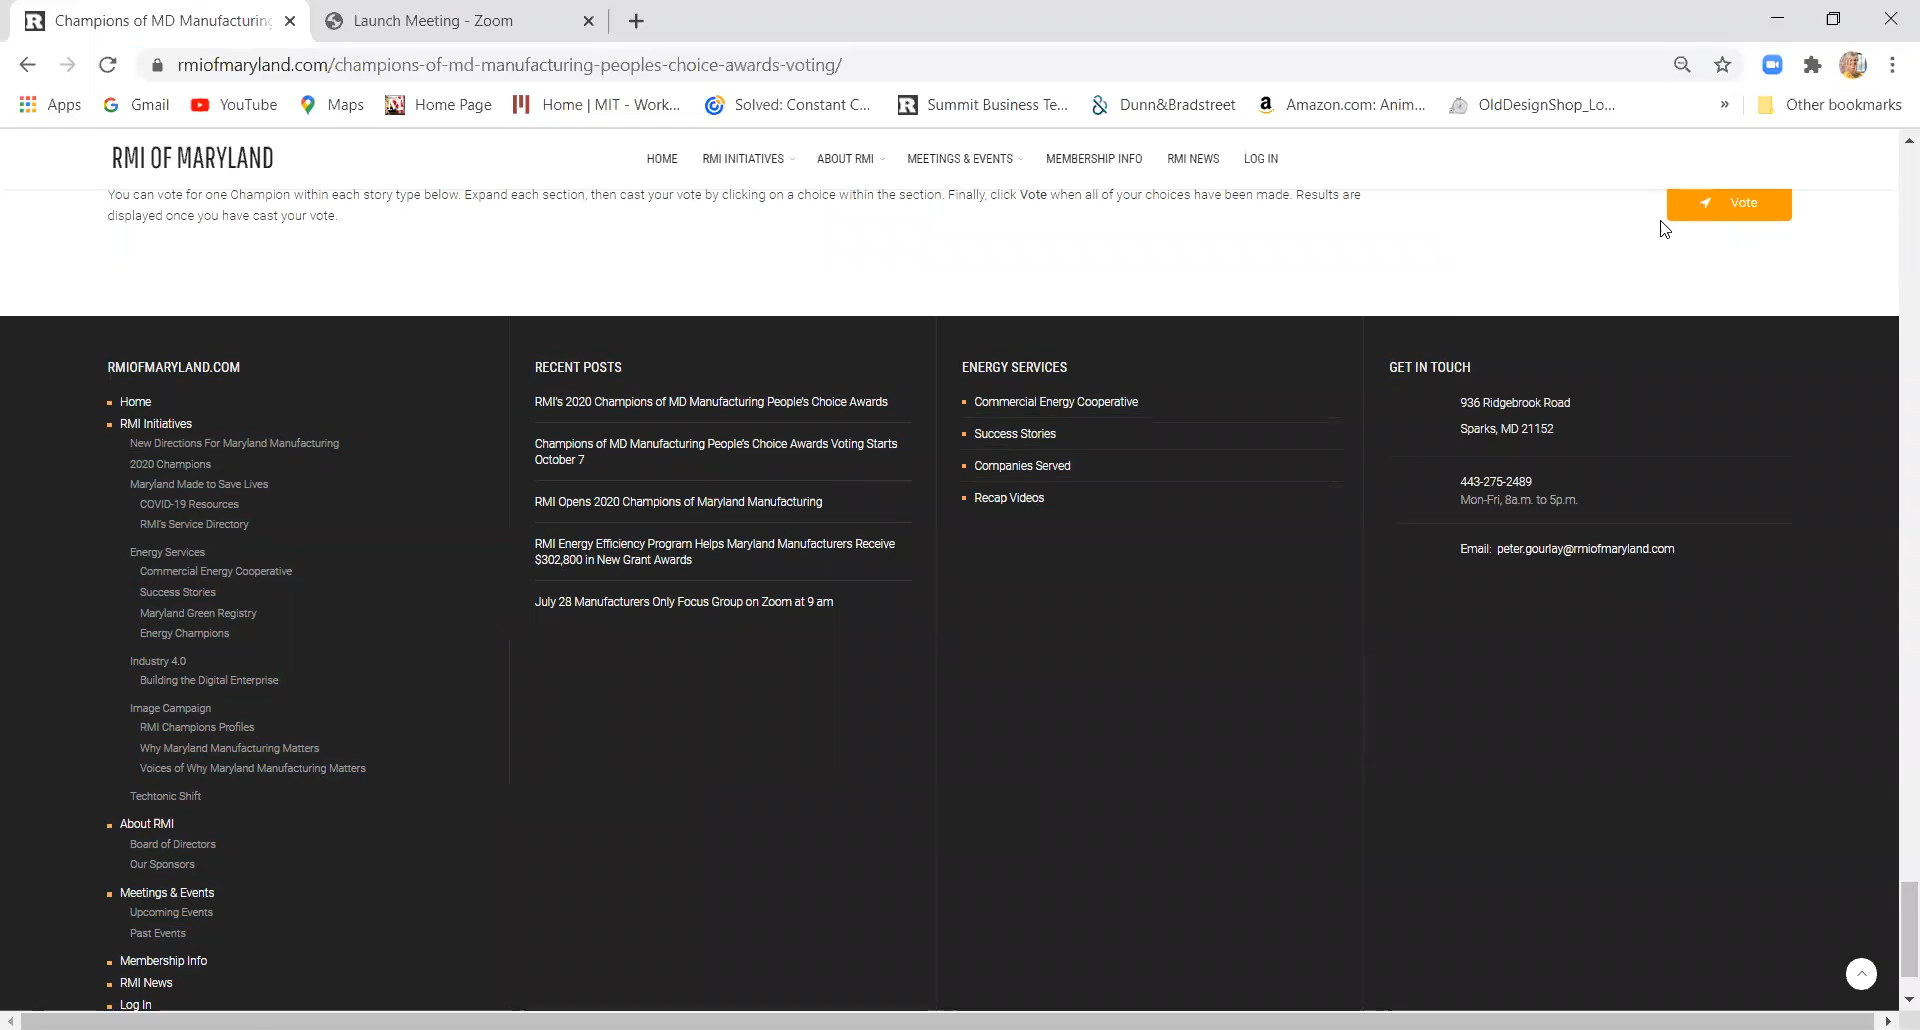 Champions of MD Manufacturing
Launch Meeting - Zoom
rmiofmaryland.com/champions-of-md-manufacturing-peoples-choice-awards-voting/
Apps
Gmail
YouTube
Maps
Home Page
Home | MIT - Work...
Solved: Constant C...
Summit Business Te...
Dunn&Bradstreet
Amazon.com: Anim...
OldDesignShop_Lo...
»
Other bookmarks
RMI OF MARYLAND
HOME
RMI INITIATIVES
ABOUT RMI
MEETINGS & EVENTS
MEMBERSHIP INFO
RMI NEWS
LOG IN
You can vote for one Champion within each story type below. Expand each section, then cast your vote by clicking on a choice within the section. Finally, click Vote when all of your choices have been made. Results are
displayed once you have cast your vote.
Vote
RMIOFMARYLAND.COM
Home
RMI Initiatives
New Directions For Maryland Manufacturing
2020 Champions
Maryland Made to Save Lives
COVID-19 Resources
RMI's Service Directory
Energy Services
Commercial Energy Cooperative
Success Stories
Maryland Green Registry
Energy Champions
Industry 4.0
Building the Digital Enterprise
Image Campaign
RMI Champions Profiles
Why Maryland Manufacturing Matters
Voices of Why Maryland Manufacturing Matters
Techtonic Shift
About RMI
Board of Directors
Our Sponsors
Meetings & Events
Upcoming Events
Past Events
Membership Info
RMI News
Log In
RECENT POSTS
RMI's 2020 Champions of MD Manufacturing People's Choice Awards
Champions of MD Manufacturing People's Choice Awards Voting Starts
October 7
RMI Opens 2020 Champions of Maryland Manufacturing
RMI Energy Efficiency Program Helps Maryland Manufacturers Receive
$302,800 in New Grant Awards
July 28 Manufacturers Only Focus Group on Zoom at 9 am
ENERGY SERVICES
Commercial Energy Cooperative
Success Stories
Companies Served
Recap Videos
GET IN TOUCH
936 Ridgebrook Road
Sparks, MD 21152
443-275-2489
Mon-Fri, 8a.m. to 5p.m.
Email: peter.gourlay@rmiofmaryland.com